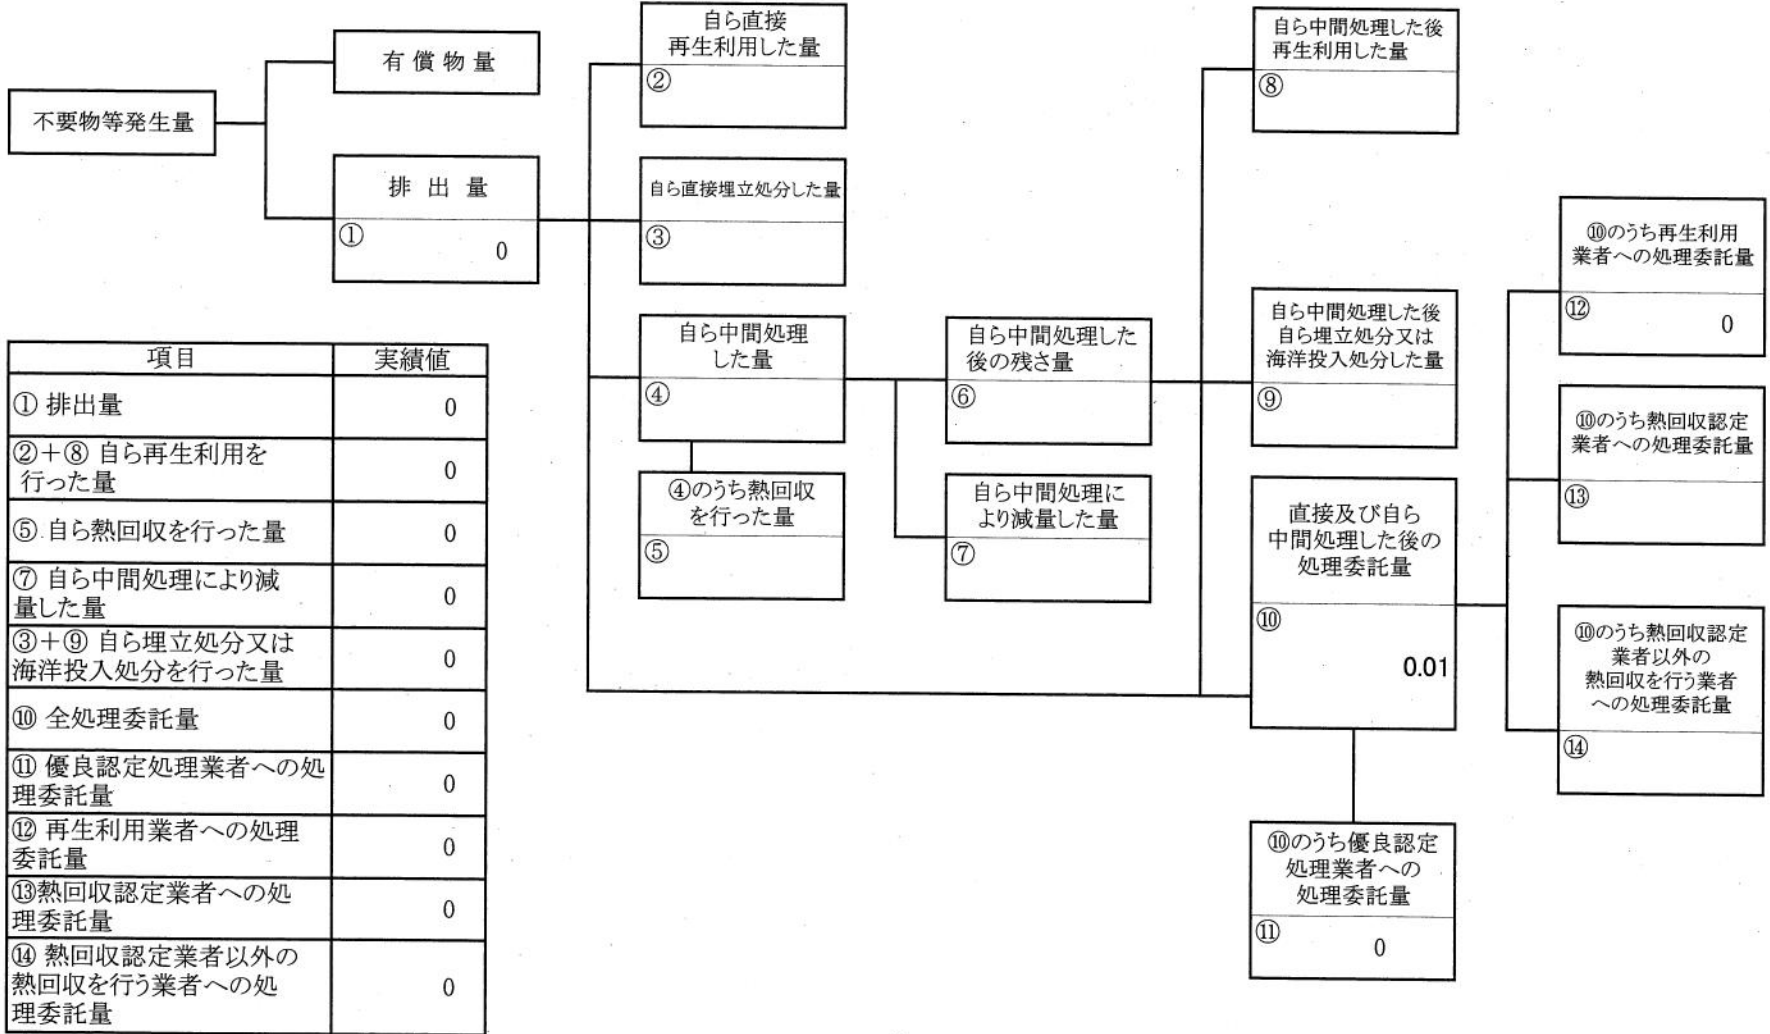 不要物等発生量
有 償 物 量
排 出 量
①
0
自ら直接
再生利用した量
②
自ら直接埋立処分した量
③
自ら中間処理
した量
④
④のうち熱回収
を行った量
⑤
自ら中間処理した
後の残さ量
⑥
自ら中間処理に
より減量した量
⑦
自ら中間処理した後
再生利用した量
⑧
自ら中間処理した後
自ら埋立処分又は
海洋投入処分した量
⑨
直接及び自ら
中間処理した後の
処理委託量
⑩
0.01
⑩のうち優良認定
処理業者への
処理委託量
⑪
0
⑩のうち再生利用
業者への処理委託量
⑫
0
⑩のうち熱回収認定
業者への処理委託量
⑬
⑩のうち熱回収認定
業者以外の
熱回収を行う業者
への処理委託量
⑭
項目 実績値
① 排出量 0
②＋⑧ 自ら再生利用を
行った量 0
⑤ 自ら熱回収を行った量 0
⑦ 自ら中間処理により減
量した量 0
③＋⑨ 自ら埋立処分又は
海洋投入処分を行った量 0
⑩ 全処理委託量 0
⑪ 優良認定処理業者への処
理委託量 0
⑫ 再生利用業者への処理
委託量 0
⑬熱回収認定業者への処
理委託量 0
⑭ 熱回収認定業者以外の
熱回収を行う業者への処
理委託量 0